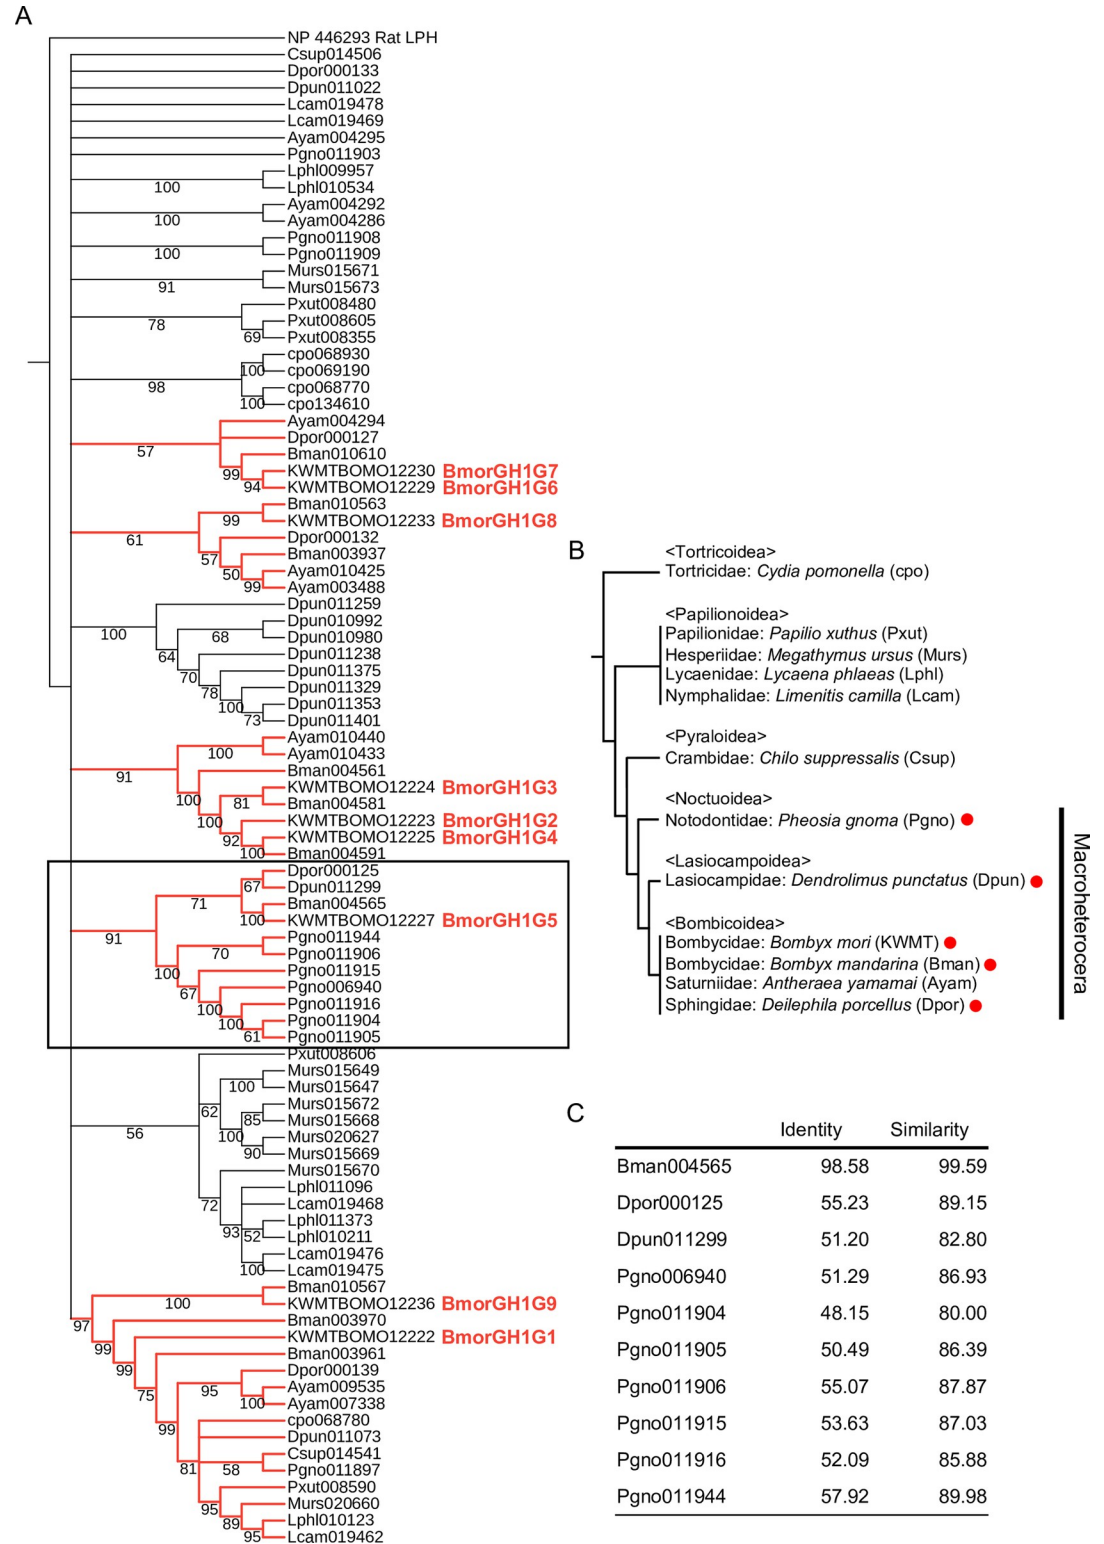 A
NP 446293 Rat LPH
Csup014506
Dpor000133
Dpun011022
Lcam019478
Lcam019469
Ayam004295
Pgno011903
Lphl009957
Lphl010534
100
Ayam004292
Ayam004286
100
Pgno011908
Pgno011909
100
Murs015671
Murs015673
91
Pxut008480
Pxut008605
78
Pxut008355
69
cpo068930
cpo069190
100
cpo068770
98
cpo134610
100
Ayam004294
Dpor000127
57
Bman010610
KWMTBOMO12230 BmorGH1G7
99
KWMTBOMO12229 BmorGH1G6
94
Bman010563
KWMTBOMO12233 BmorGH1G8
99
Dpor000132
61
Bman003937
57
Ayam010425
50
Ayam003488
99
Dpun011259
Dpun010992
100
Dpun010980
68
Dpun011238
64
Dpun011375
70
Dpun011329
78
Dpun011353
100
Dpun011401
73
Ayam010440
Ayam010433
100
Bman004561
91
KWMTBOMO12224 BmorGH1G3
Bman004581
100
81
KWMTBOMO12223 BmorGH1G2
100
KWMTBOMO12225 BmorGH1G4
92
Bman004591
100
Dpor000125
Dpun011299
67
Bman004565
71
KWMTBOMO12227 BmorGH1G5
100
Pgno011944
91
Pgno011906
70
Pgno011915
100
Pgno006940
67
Pgno011916
100
Pgno011904
100
Pgno011905
61
Pxut008606
Murs015649
Murs015647
100
Murs015672
62
Murs015668
85
Murs020627
56
100
Murs015669
90
Murs015670
Lphl011096
Lcam019468
72
Lphl011373
Lphl010211
93
52
Lcam019476
Lcam019475
100
Bman010567
KWMTBOMO12236 BmorGH1G9
100
Bman003970
97
KWMTBOMO12222 BmorGH1G1
99
Bman003961
99
Dpor000139
Ayam009535
75
95
Ayam007338
100
cpo068780
99
Dpun011073
Csup014541
Pgno011897
81
58
Pxut008590
Murs020660
95
Lphl010123
89
Lcam019462
95
B
<Tortricoidea>
Tortricidae: Cydia pomonella (cpo)
<Papilionoidea>
Papilionidae: Papilio xuthus (Pxut)
Hesperiidae: Megathymus ursus (Murs)
Lycaenidae: Lycaena phlaeas (Lphl)
Nymphalidae: Limenitis camilla (Lcam)
<Pyraloidea>
Crambidae: Chilo suppressalis (Csup)
<Noctuoidea>
Notodontidae: Pheosia gnoma (Pgno)
<Lasiocampoidea>
Lasiocampidae: Dendrolimus punctatus (Dpun)
<Bombicoidea>
Bombycidae: Bombyx mori (KWMT)
Bombycidae: Bombyx mandarina (Bman)
Saturniidae: Antheraea yamamai (Ayam)
Sphingidae: Deilephila porcellus (Dpor)
Macroheterocera
C
Identity Similarity
Bman004565 98.58 99.59
Dpor000125 55.23 89.15
Dpun011299 51.20 82.80
Pgno006940 51.29 86.93
Pgno011904 48.15 80.00
Pgno011905 50.49 86.39
Pgno011906 55.07 87.87
Pgno011915 53.63 87.03
Pgno011916 52.09 85.88
Pgno011944 57.92 89.98